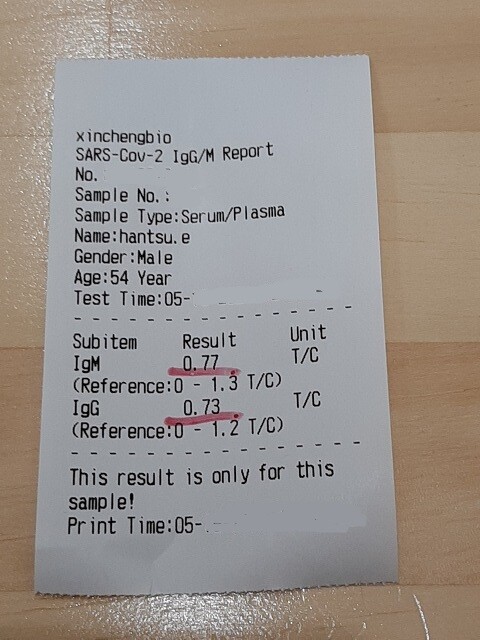 xinchengbio
SARS-Cov-2 IgG/M Report
No.
Sample No.:
Sample Type:Serum/Plasma
Name:hantsu.e
Gender:Male
Age:54 Year
Test Time:05-
Subitem Result Unit
IgM 0.77 T/C
(Reference:0 - 1.3 T/C)
IgG 0.73 T/C
(Reference:0 - 1.2 T/C)
This result is only for this
sample!
Print Time:05-